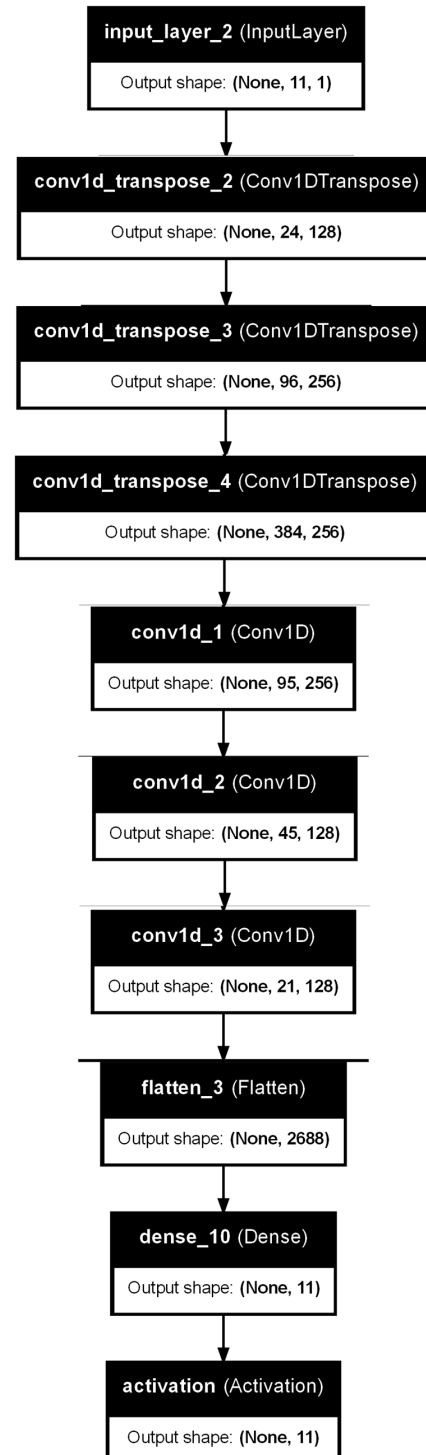 input_layer_2 (InputLayer)
Output shape: (None, 11, 1)
conv1d_transpose_2 (Conv1DTranspose)
Output shape: (None, 24, 128)
conv1d_transpose_3 (Conv1DTranspose)
Output shape: (None, 96, 256)
conv1d_transpose_4 (Conv1DTranspose)
Output shape: (None, 384, 256)
conv1d_1 (Conv1D)
Output shape: (None, 95, 256)
conv1d_2 (Conv1D)
Output shape: (None, 45, 128)
conv1d_3 (Conv1D)
Output shape: (None, 21, 128)
flatten_3 (Flatten)
Output shape: (None, 2688)
dense_10 (Dense)
Output shape: (None, 11)
activation (Activation)
Output shape: (None, 11)